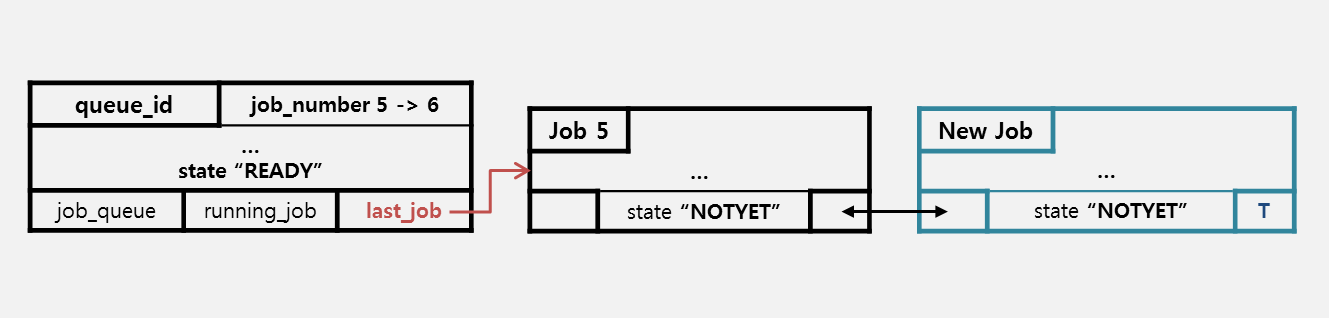 queue_id
job_number 5 -> 6
...
state “READY”
job_queue
running_job
last_job
Job 5
...
state “NOTYET”
New Job
...
state “NOTYET”
T